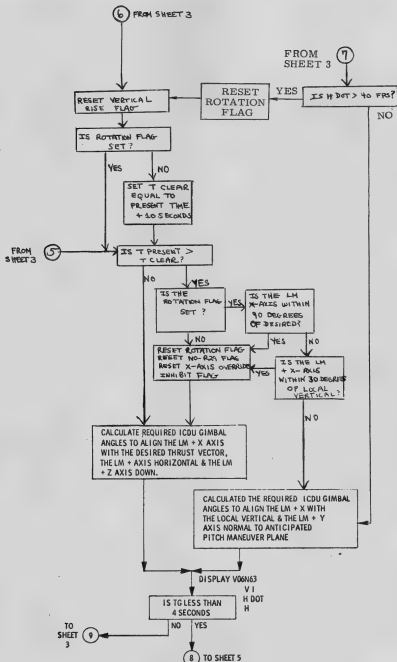 6 FROM SHEET 3
FROM
SHEET 3
7
RESET
ROTATION
FLAG
YES
IS H DOT > 40 FPS?
NO
RESET VERTICAL
RISE FLAG
IS ROTATION FLAG
SET?
YES
NO
SET T CLEAR
EQUAL TO
PRESENT TIME
+ 10 SECONDS
FROM
SHEET 3
5
IS T PRESENT >
T CLEAR?
NO
YES
IS THE
ROTATION FLAG
SET?
YES
IS THE LM
X-AXIS WITHIN
90 DEGREES
OF DESIRED?
NO
YES
NO
RESET ROTATION FLAG
RESET NO-R29 FLAG
RESET X-AXIS OVERRIDE
INHIBIT FLAG
YES
IS THE LM
+ X-AXIS
WITHIN 30 DEGREES
OF LOCAL
VERTICAL?
NO
CALCULATE REQUIRED ICDU GIMBAL
ANGLES TO ALIGN THE LM + X AXIS
WITH THE DESIRED THRUST VECTOR,
THE LM + AXIS HORIZONTAL & THE LM
+ Z AXIS DOWN.
CALCULATED THE REQUIRED ICDU GIMBAL
ANGLES TO ALIGN THE LM + X WITH
THE LOCAL VERTICAL & THE LM + Y
AXIS NORMAL TO ANTICIPATED
PITCH MANEUVER PLANE
DISPLAY V06N63
V I
H DOT
H
IS TG LESS THAN
4 SECONDS
NO
YES
TO
SHEET
3
9
8 TO SHEET 5